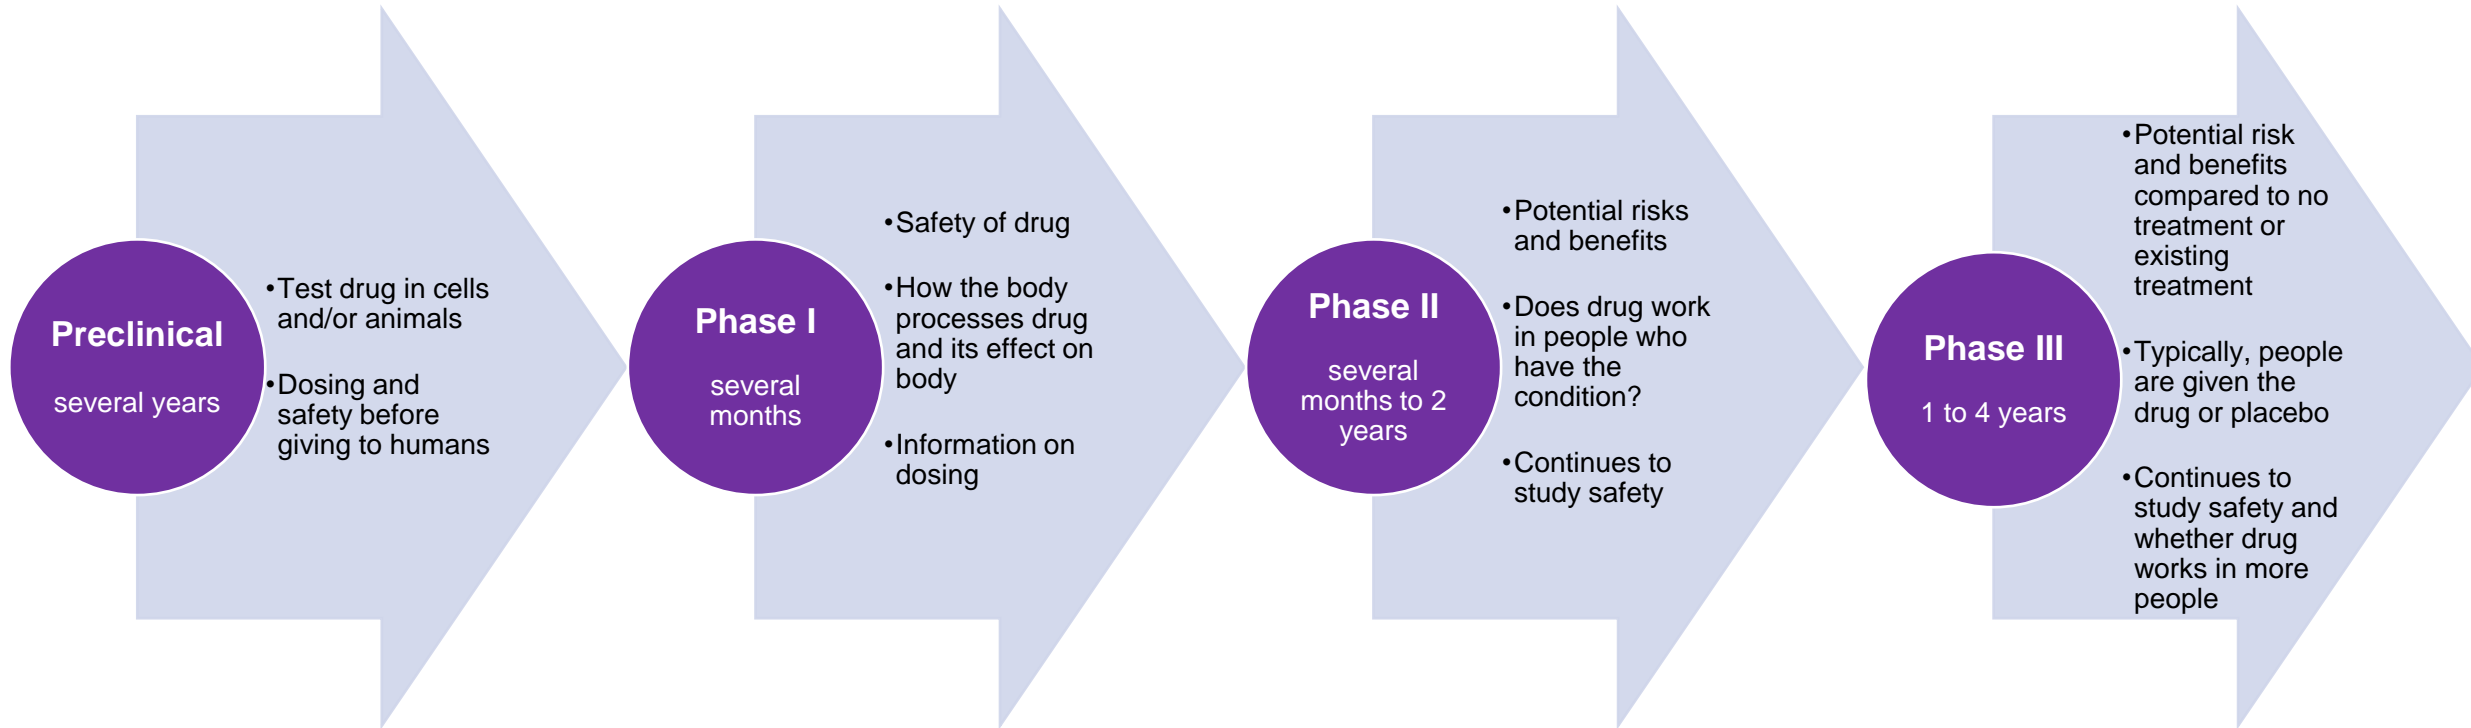 Preclinical
several years
•Test drug in cells
and/or animals
•Dosing and
safety before
giving to humans
Phase I
several
months
•Safety of drug
•How the body
processes drug
and its effect on
body
•Information on
dosing
Phase II
several
months to 2
years
•Potential risks
and benefits
•Does drug work
in people who
have the
condition?
•Continues to
study safety
Phase III
1 to 4 years
•Potential risk
and benefits
compared to no
treatment or
existing
treatment
•Typically, people
are given the
drug or placebo
•Continues to
study safety and
whether drug
works in more
people